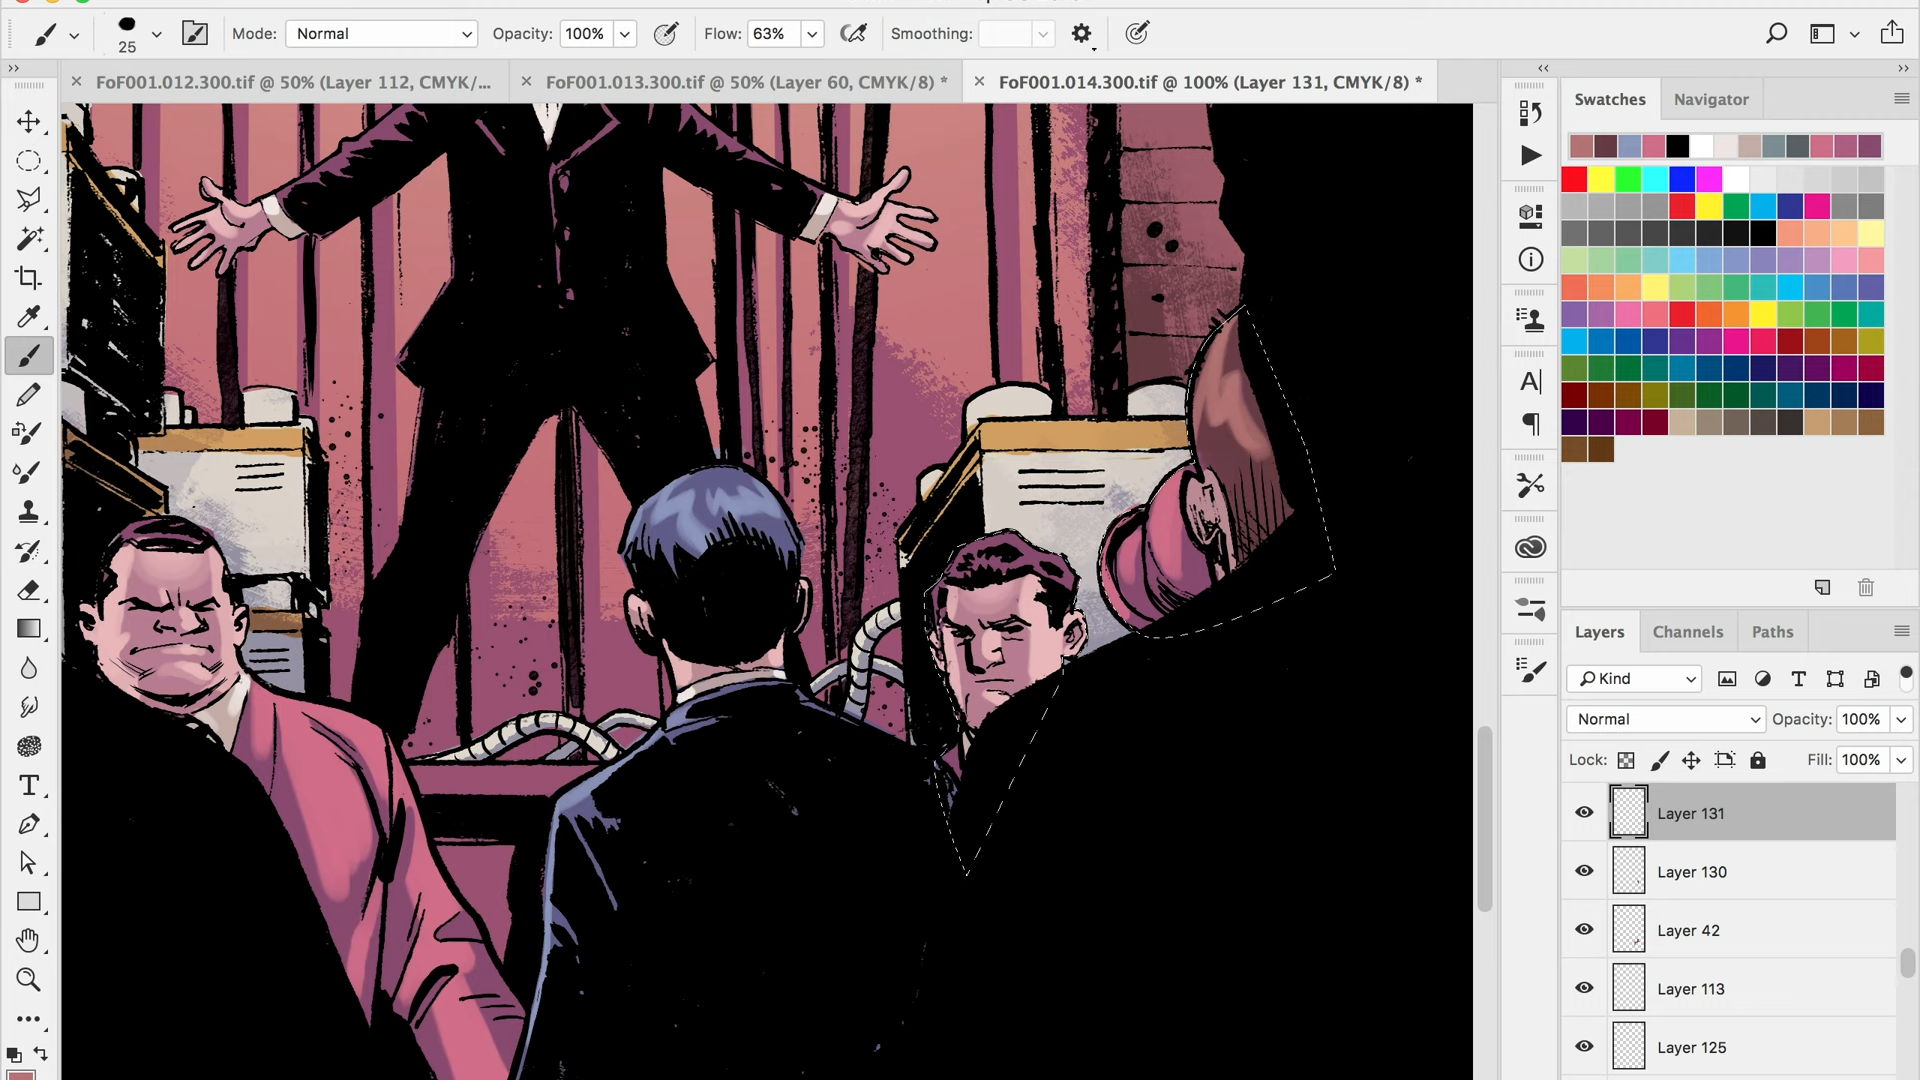 25
Mode: Normal
Opacity: 100%
Flow: 63%
Smoothing:
FoF001.012.300.tif @ 50% (Layer 112, CMYK/...
FoF001.013.300.tif @ 50% (Layer 60, CMYK/8) *
FoF001.014.300.tif @ 100% (Layer 131, CMYK/8) *
Swatches
Navigator
Layers
Channels
Paths
Kind
Normal
Opacity: 100%
Lock:
Fill: 100%
Layer 131
Layer 130
Layer 42
Layer 113
Layer 125